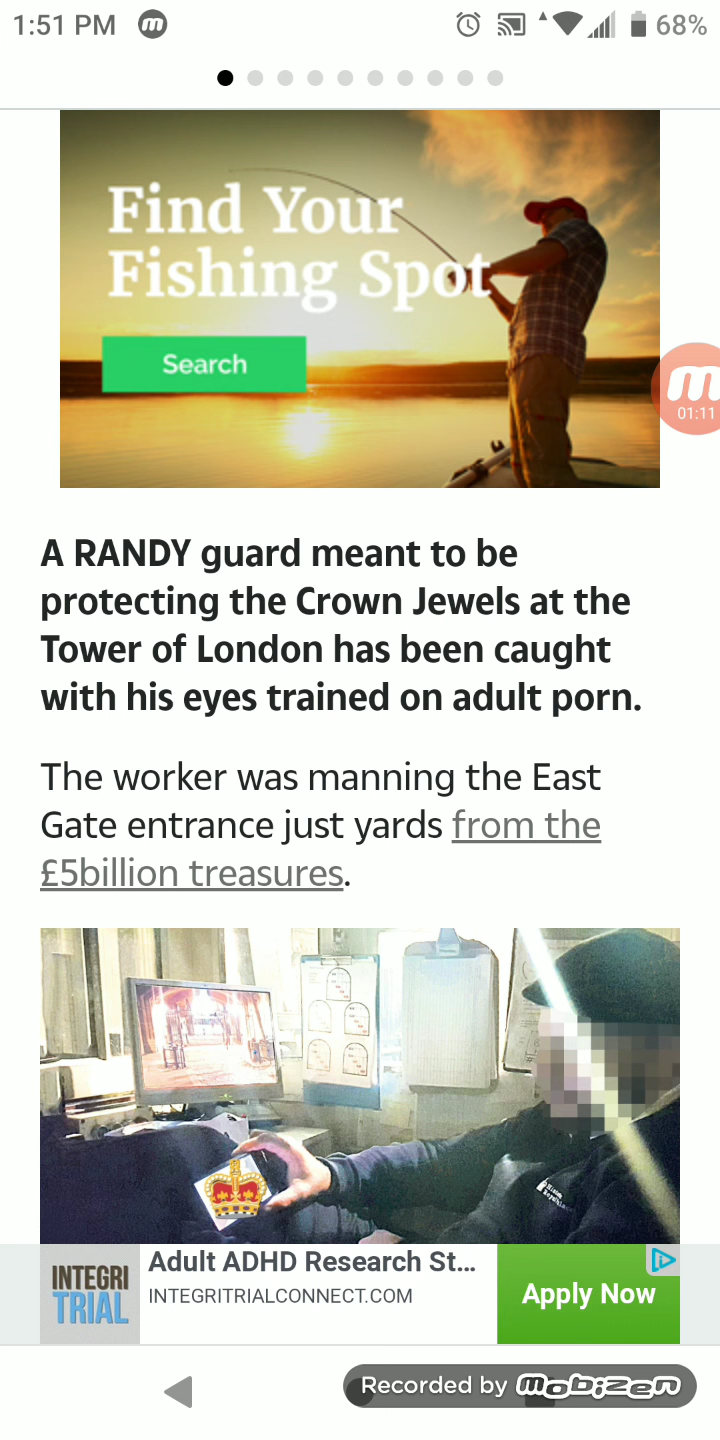 1:51 PM
68%
Find Your
Fishing Spot
Search
01:11
A RANDY guard meant to be
protecting the Crown Jewels at the
Tower of London has been caught
with his eyes trained on adult porn.
The worker was manning the East
Gate entrance just yards from the
£5billion treasures.
INTEGRI
TRIAL
Adult ADHD Research St...
INTEGRITRIALCONNECT.COM
Apply Now
Recorded by mobizen